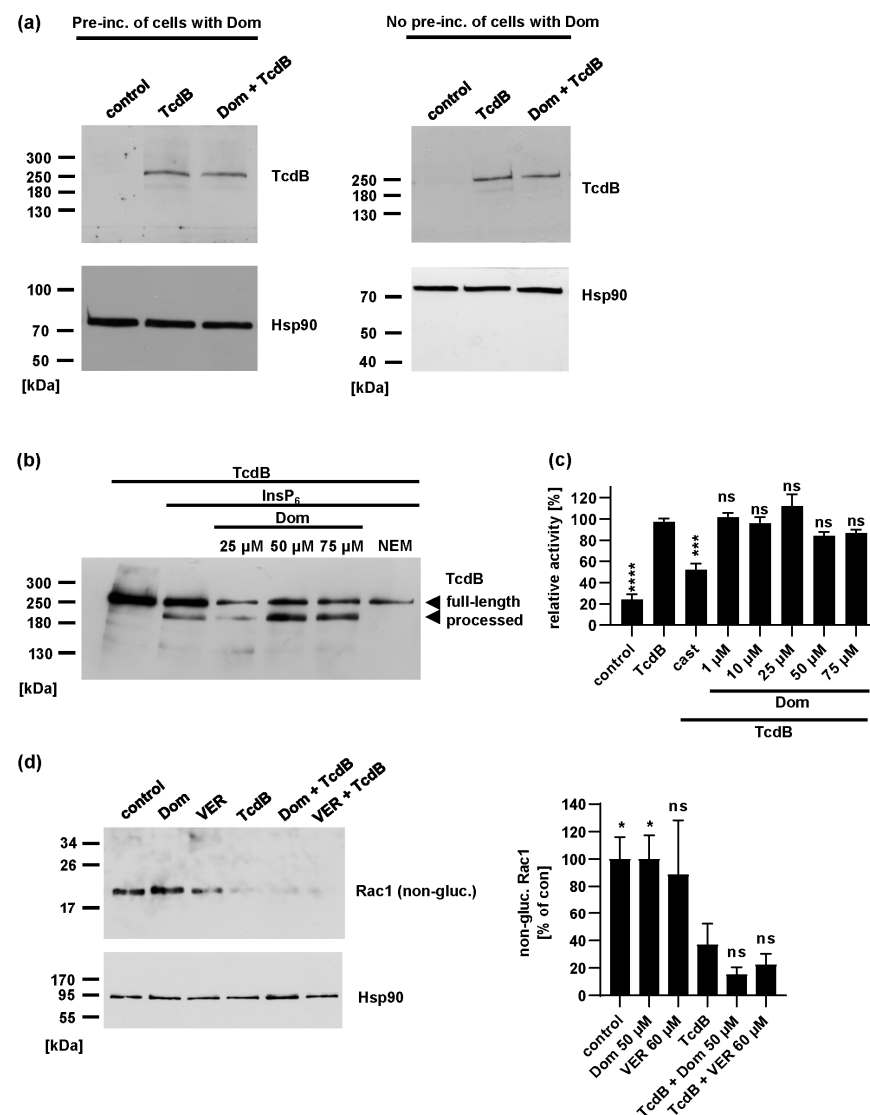 (a)
Pre-inc. of cells with Dom
No pre-inc. of cells with Dom
control
TcdB
Dom + TcdB
control
TcdB
Dom + TcdB
300
250
180
130
TcdB
250
180
130
TcdB
100
70
50
Hsp90
[kDa]
70
50
40
Hsp90
[kDa]
(b)
TcdB
InsP₆
Dom
25 µM 50 µM 75 µM NEM
300
250
180
130
[kDa]
TcdB
full-length
processed
(c)
relative activity [%]
120
100
80
60
40
20
0
****
***
ns
ns
ns
ns
ns
control
TcdB
cast
1 µM
10 µM
25 µM
50 µM
75 µM
Dom
TcdB
(d)
control
Dom
VER
TcdB
Dom + TcdB
VER + TcdB
34
26
17
Rac1 (non-gluc.)
170
95
55
Hsp90
[kDa]
non-gluc. Rac1
[% of con]
140
120
100
80
60
40
20
0
*
*
ns
ns
ns
control
Dom 50 µM
VER 60 µM
TcdB
TcdB + Dom 50 µM
TcdB + VER 60 µM